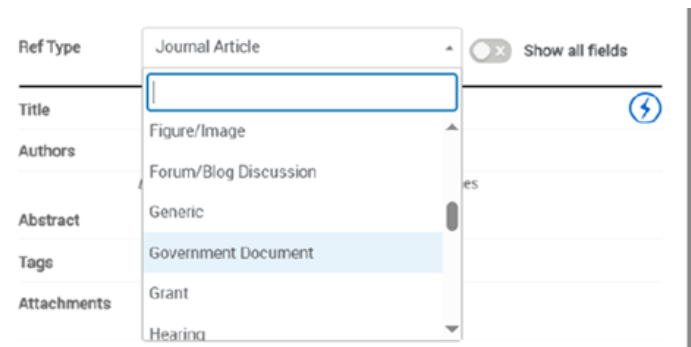 Ref Type Journal Article Show all fields
Title
Figure/Image
Authors
Forum/Blog Discussion
es
Generic
Abstract
Government Document
Tags
Grant
Attachments
Hearing